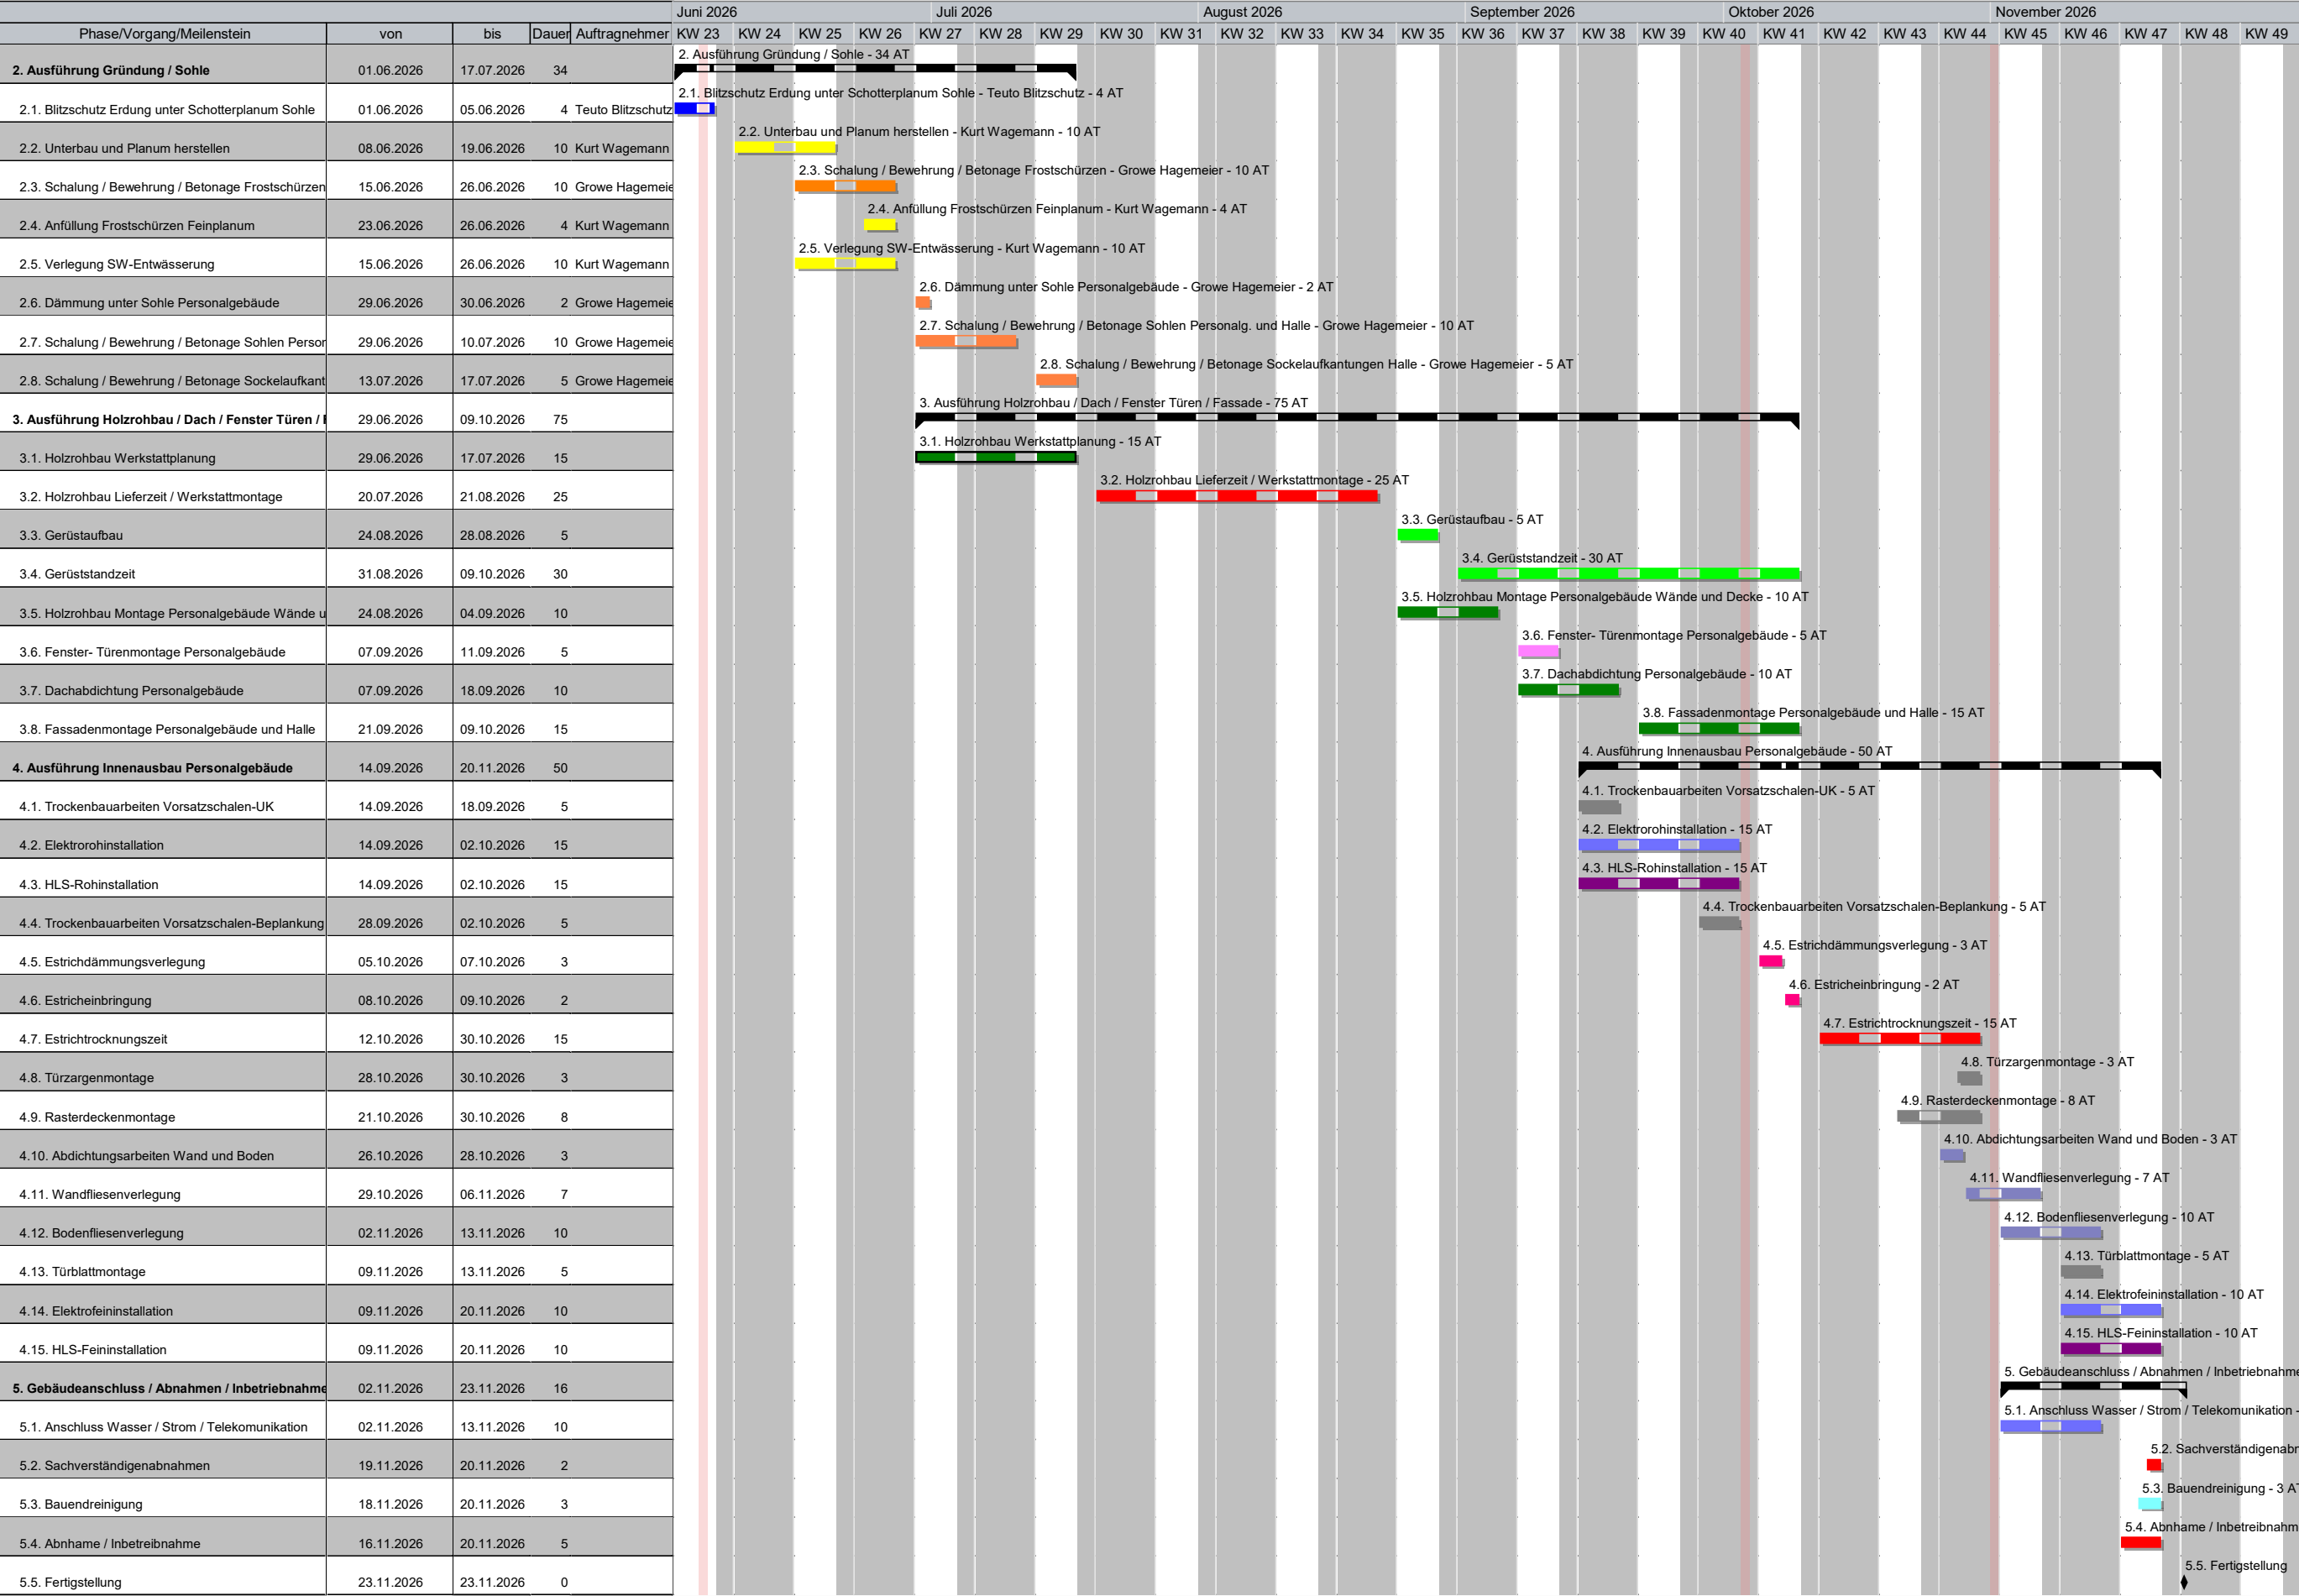 Juni 2026 Juli 2026 August 2026 September 2026 Oktober 2026 November 2026
Phase/Vorgang/Meilenstein von bis Dauer Auftragnehmer KW 23 KW 24 KW 25 KW 26 KW 27 KW 28 KW 29 KW 30 KW 31 KW 32 KW 33 KW 34 KW 35 KW 36 KW 37 KW 38 KW 39 KW 40 KW 41 KW 42 KW 43 KW 44 KW 45 KW 46 KW 47 KW 48 KW 49
2. Ausführung Gründung / Sohle - 34 AT
2. Ausführung Gründung / Sohle 01.06.2026 17.07.2026 34
2.1. Blitzschutz Erdung unter Schotterplanum Sohle - Teuto Blitzschutz - 4 AT
2.1. Blitzschutz Erdung unter Schotterplanum Sohle 01.06.2026 05.06.2026 4 Teuto Blitzschutz
2.2. Unterbau und Planum herstellen - Kurt Wagemann - 10 AT
2.2. Unterbau und Planum herstellen 08.06.2026 19.06.2026 10 Kurt Wagemann
2.3. Schalung / Bewehrung / Betonage Frostschürzen - Growe Hagemeier - 10 AT
2.3. Schalung / Bewehrung / Betonage Frostschürzen 15.06.2026 26.06.2026 10 Growe Hagemeie
2.4. Anfüllung Frostschürzen Feinplanum - Kurt Wagemann - 4 AT
2.4. Anfüllung Frostschürzen Feinplanum 23.06.2026 26.06.2026 4 Kurt Wagemann
2.5. Verlegung SW-Entwässerung - Kurt Wagemann - 10 AT
2.5. Verlegung SW-Entwässerung 15.06.2026 26.06.2026 10 Kurt Wagemann
2.6. Dämmung unter Sohle Personalgebäude - Growe Hagemeier - 2 AT
2.6. Dämmung unter Sohle Personalgebäude 29.06.2026 30.06.2026 2 Growe Hagemeie
2.7. Schalung / Bewehrung / Betonage Sohlen Personalg. und Halle - Growe Hagemeier - 10 AT
2.7. Schalung / Bewehrung / Betonage Sohlen Person 29.06.2026 10.07.2026 10 Growe Hagemeie
2.8. Schalung / Bewehrung / Betonage Sockelaufkantungen Halle - Growe Hagemeier - 5 AT
2.8. Schalung / Bewehrung / Betonage Sockelaufkant 13.07.2026 17.07.2026 5 Growe Hagemeie
3. Ausführung Holzrohbau / Dach / Fenster Türen / Fassade - 75 AT
3. Ausführung Holzrohbau / Dach / Fenster Türen / 29.06.2026 09.10.2026 75
3.1. Holzrohbau Werkstattplanung - 15 AT
3.1. Holzrohbau Werkstattplanung 29.06.2026 17.07.2026 15
3.2. Holzrohbau Lieferzeit / Werkstattmontage - 25 AT
3.2. Holzrohbau Lieferzeit / Werkstattmontage 20.07.2026 21.08.2026 25
3.3. Gerüstaufbau - 5 AT
3.3. Gerüstaufbau 24.08.2026 28.08.2026 5
3.4. Gerüststandzeit - 30 AT
3.4. Gerüststandzeit 31.08.2026 09.10.2026 30
3.5. Holzrohbau Montage Personalgebäude Wände und Decke - 10 AT
3.5. Holzrohbau Montage Personalgebäude Wände u 24.08.2026 04.09.2026 10
3.6. Fenster- Türenmontage Personalgebäude - 5 AT
3.6. Fenster- Türenmontage Personalgebäude 07.09.2026 11.09.2026 5
3.7. Dachabdichtung Personalgebäude - 10 AT
3.7. Dachabdichtung Personalgebäude 07.09.2026 18.09.2026 10
3.8. Fassadenmontage Personalgebäude und Halle - 15 AT
3.8. Fassadenmontage Personalgebäude und Halle 21.09.2026 09.10.2026 15
4. Ausführung Innenausbau Personalgebäude - 50 AT
4. Ausführung Innenausbau Personalgebäude 14.09.2026 20.11.2026 50
4.1. Trockenbauarbeiten Vorsatzschalen-UK - 5 AT
4.1. Trockenbauarbeiten Vorsatzschalen-UK 14.09.2026 18.09.2026 5
4.2. Elektrorohinstallation - 15 AT
4.2. Elektrorohinstallation 14.09.2026 02.10.2026 15
4.3. HLS-Rohinstallation - 15 AT
4.3. HLS-Rohinstallation 14.09.2026 02.10.2026 15
4.4. Trockenbauarbeiten Vorsatzschalen-Beplankung - 5 AT
4.4. Trockenbauarbeiten Vorsatzschalen-Beplankung 28.09.2026 02.10.2026 5
4.5. Estrichdämmungsverlegung - 3 AT
4.5. Estrichdämmungsverlegung 05.10.2026 07.10.2026 3
4.6. Estricheinbringung - 2 AT
4.6. Estricheinbringung 08.10.2026 09.10.2026 2
4.7. Estrichtrocknungszeit - 15 AT
4.7. Estrichtrocknungszeit 12.10.2026 30.10.2026 15
4.8. Türzargenmontage - 3 AT
4.8. Türzargenmontage 28.10.2026 30.10.2026 3
4.9. Rasterdeckenmontage - 8 AT
4.9. Rasterdeckenmontage 21.10.2026 30.10.2026 8
4.10. Abdichtungsarbeiten Wand und Boden - 3 AT
4.10. Abdichtungsarbeiten Wand und Boden 26.10.2026 28.10.2026 3
4.11. Wandfliesenverlegung - 7 AT
4.11. Wandfliesenverlegung 29.10.2026 06.11.2026 7
4.12. Bodenfliesenverlegung - 10 AT
4.12. Bodenfliesenverlegung 02.11.2026 13.11.2026 10
4.13. Türblattmontage - 5 AT
4.13. Türblattmontage 09.11.2026 13.11.2026 5
4.14. Elektrofeininstallation - 10 AT
4.14. Elektrofeininstallation 09.11.2026 20.11.2026 10
4.15. HLS-Feininstallation - 10 AT
4.15. HLS-Feininstallation 09.11.2026 20.11.2026 10
5. Gebäudeanschluss / Abnahmen / Inbetriebnahme
5. Gebäudeanschluss / Abnahmen / Inbetriebnahme 02.11.2026 23.11.2026 16
5.1. Anschluss Wasser / Strom / Telekomunikation -
5.1. Anschluss Wasser / Strom / Telekomunikation 02.11.2026 13.11.2026 10
5.2. Sachverständigenabn
5.2. Sachverständigenabnahmen 19.11.2026 20.11.2026 2
5.3. Bauendreinigung - 3 AT
5.3. Bauendreinigung 18.11.2026 20.11.2026 3
5.4. Abnhame / Inbetreibnahm
5.4. Abnhame / Inbetreibnahme 16.11.2026 20.11.2026 5
5.5. Fertigstellung
5.5. Fertigstellung 23.11.2026 23.11.2026 0